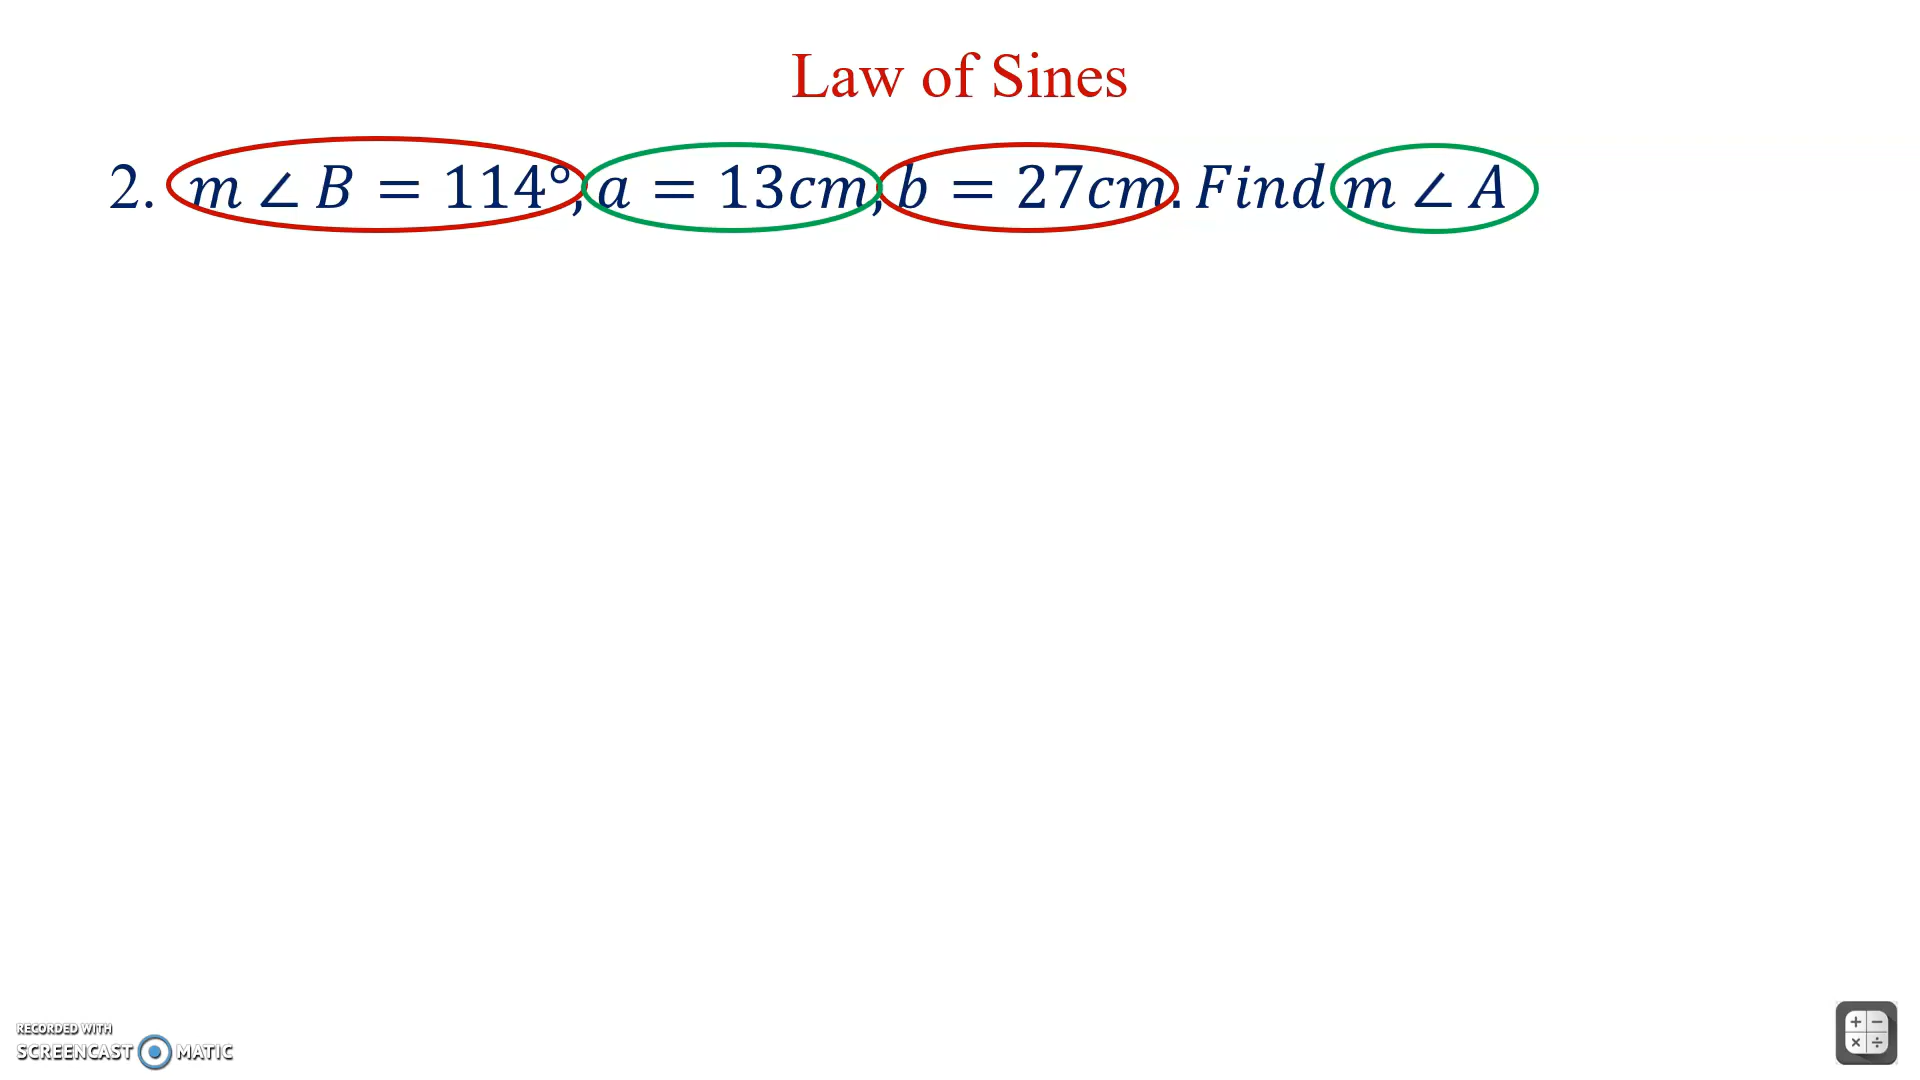 Law of Sines
2. m ∠ B = 114°, a = 13cm, b = 27cm. Find m ∠ A
RECORDED WITH
SCREENCAST MATIC
+ −
× ÷